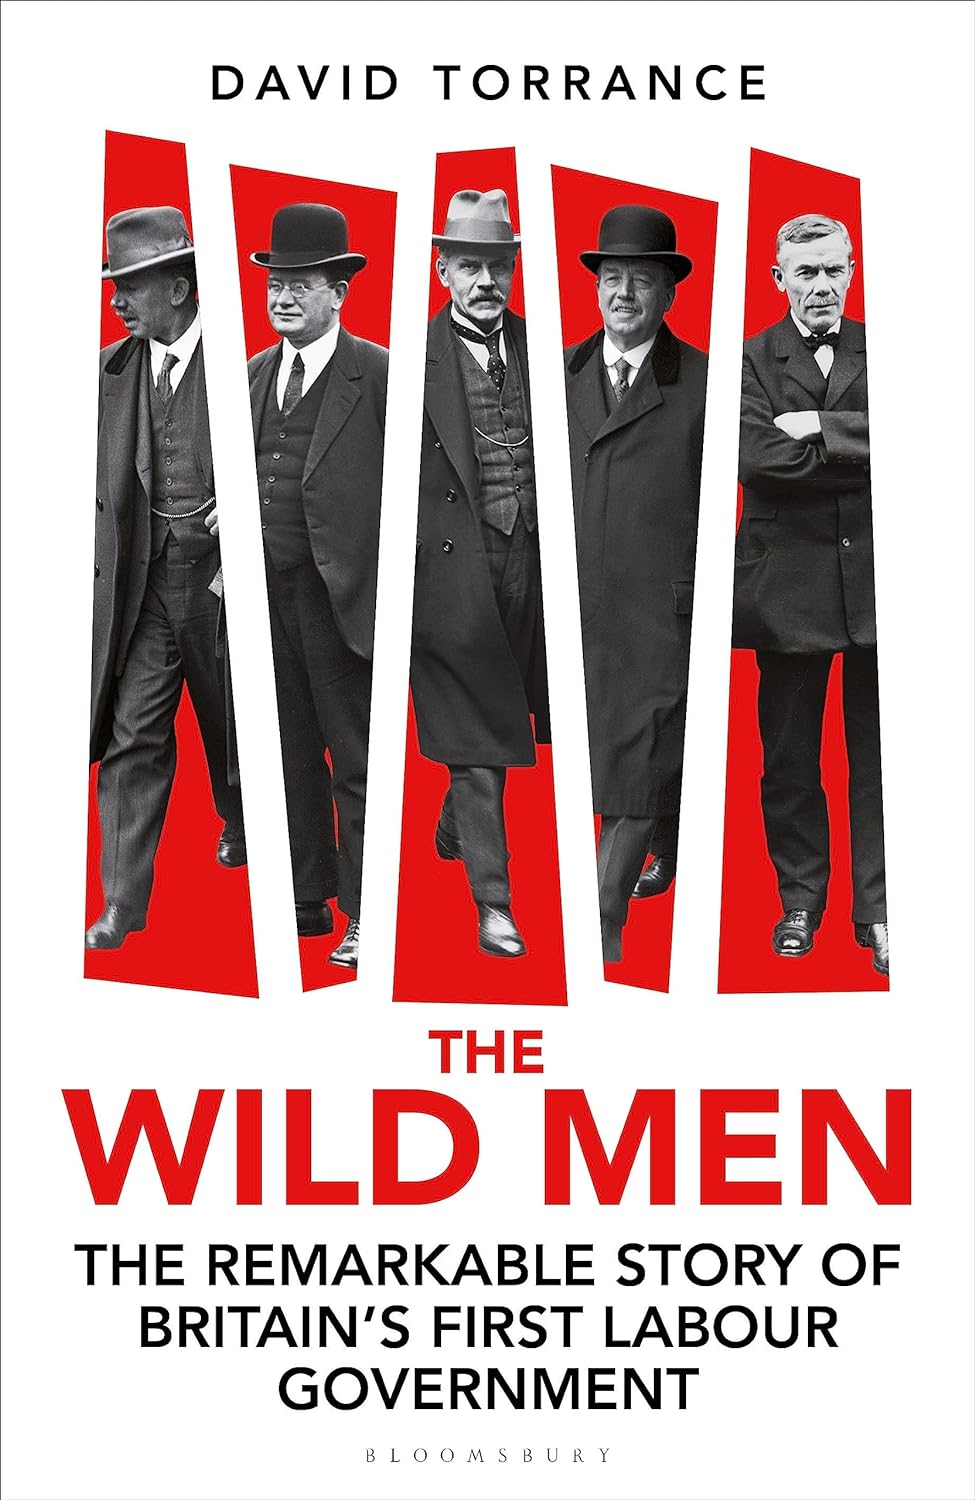 DAVID TORRANCE
THE
WILD MEN
THE REMARKABLE STORY OF
BRITAIN'S FIRST LABOUR
GOVERNMENT
BLOOMSBURY